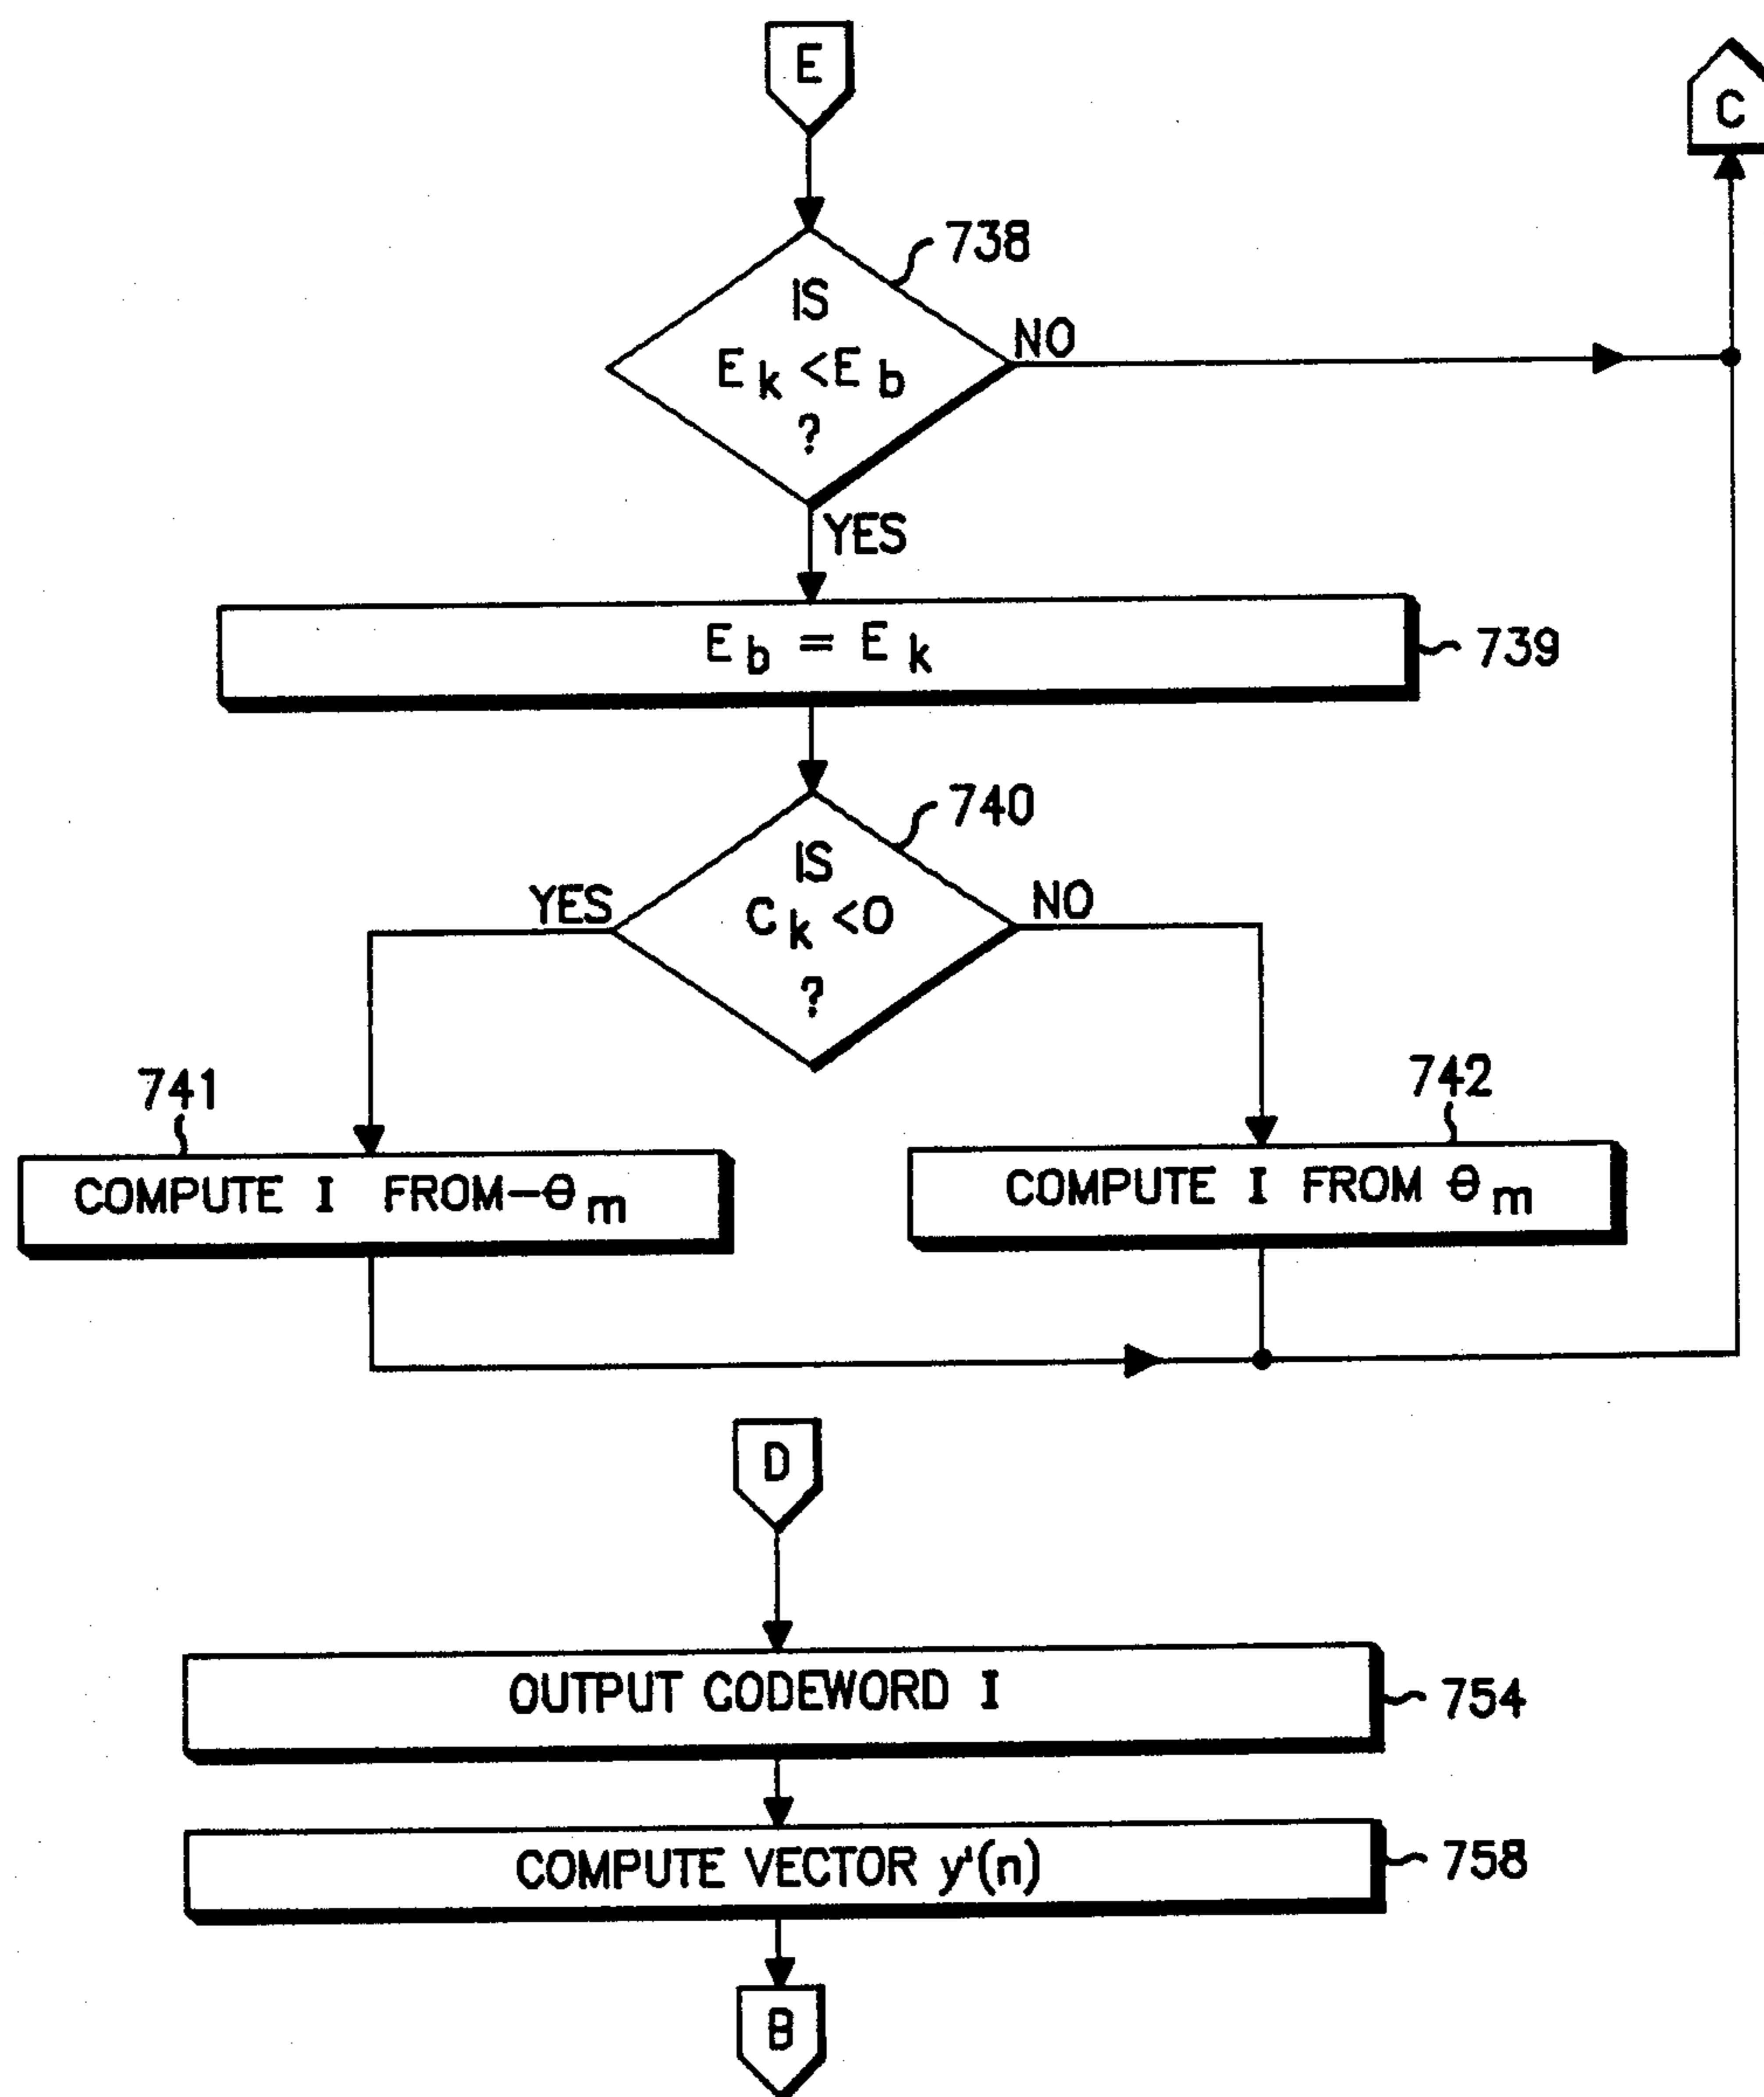 E
C
738
IS
E k < E b
?
NO
YES
E b = E k
739
740
IS
C k < 0
?
YES
NO
741
742
COMPUTE I FROM -θ m
COMPUTE I FROM θ m
D
OUTPUT CODEWORD I
754
COMPUTE VECTOR y'(n)
758
B